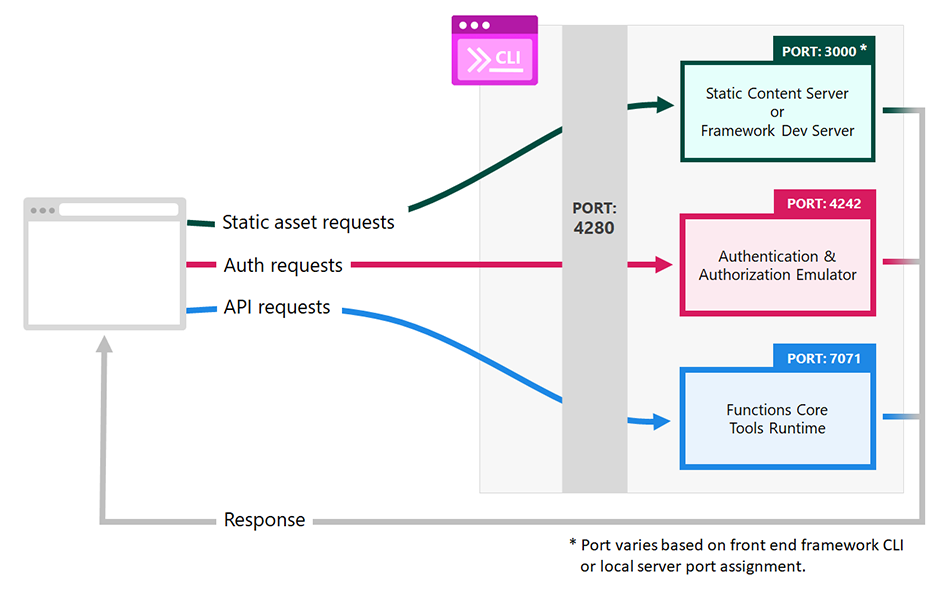 CLI
PORT: 3000 *
Static Content Server
or
Framework Dev Server
PORT:
4280
Static asset requests
Auth requests
API requests
PORT: 4242
Authentication &
Authorization Emulator
PORT: 7071
Functions Core
Tools Runtime
Response
* Port varies based on front end framework CLI
or local server port assignment.